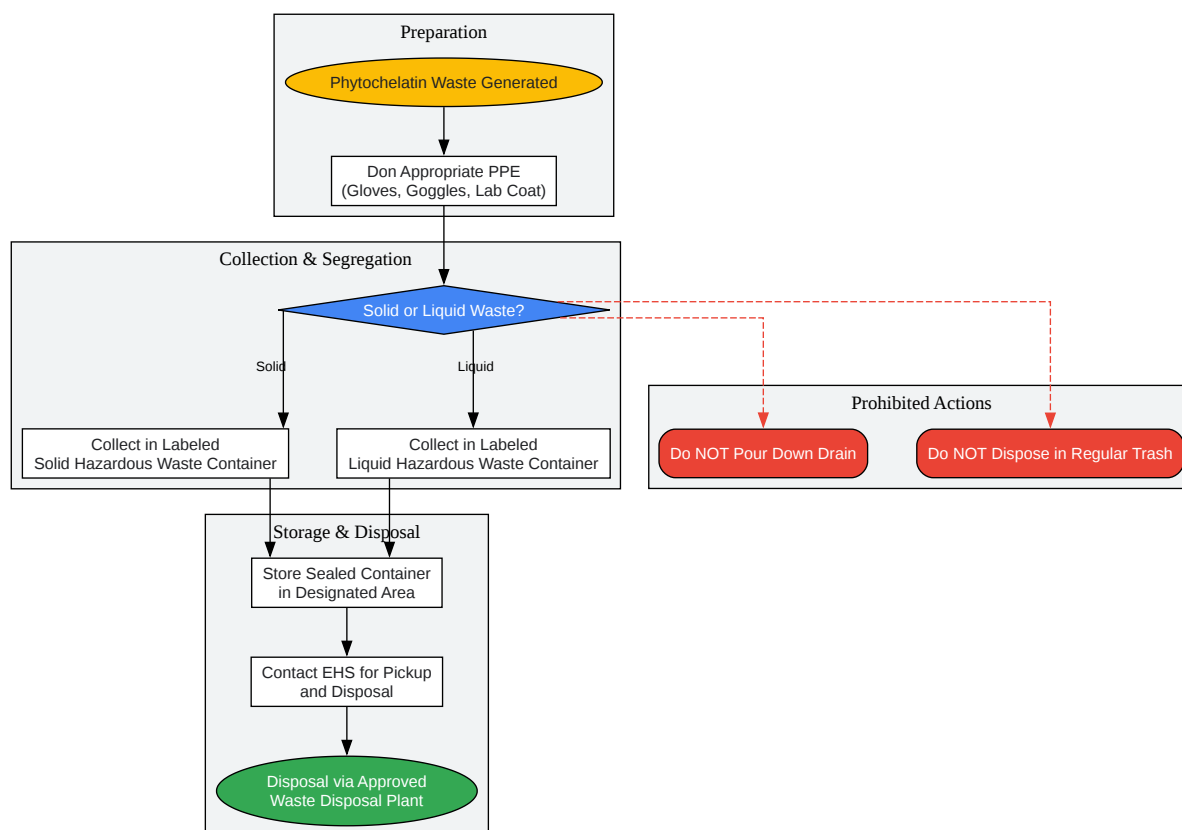 Preparation
Phytochelatin Waste Generated
Don Appropriate PPE
(Gloves, Goggles, Lab Coat)
Collection & Segregation
Solid or Liquid Waste?
Solid
Liquid
Collect in Labeled
Solid Hazardous Waste Container
Collect in Labeled
Liquid Hazardous Waste Container
Prohibited Actions
Do NOT Pour Down Drain
Do NOT Dispose in Regular Trash
Storage & Disposal
Store Sealed Container
in Designated Area
Contact EHS for Pickup
and Disposal
Disposal via Approved
Waste Disposal Plant